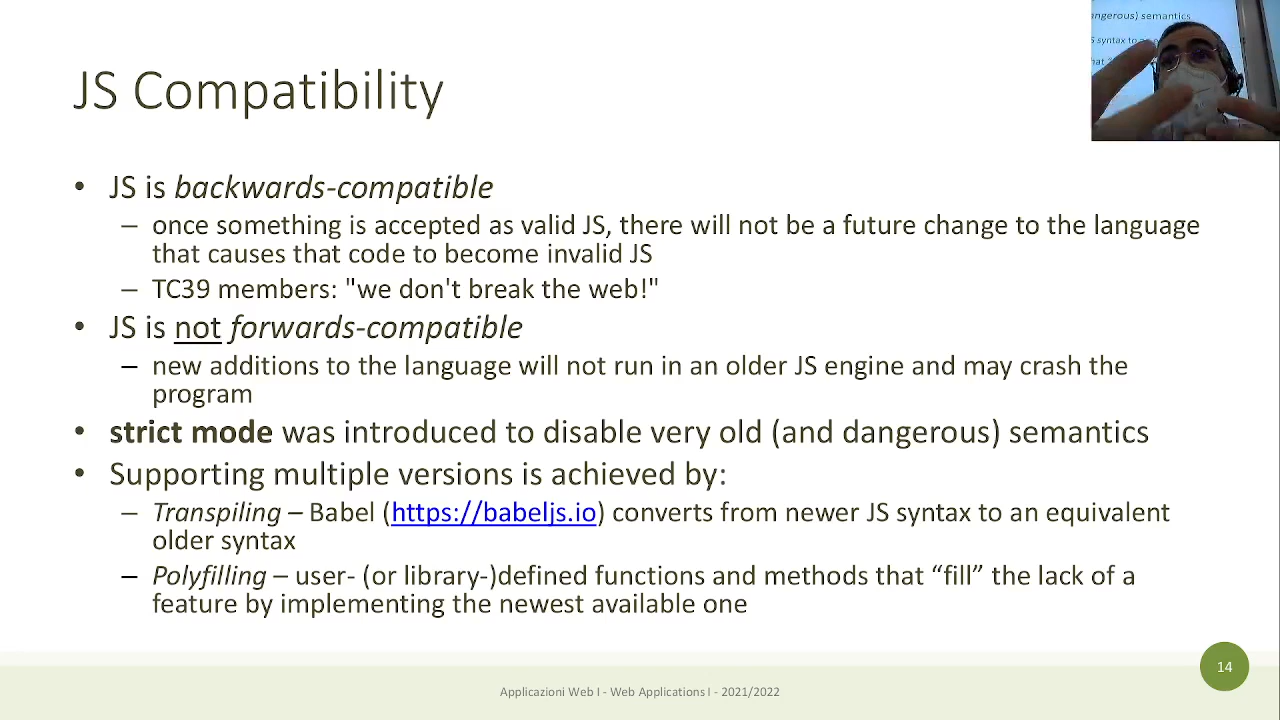 angerous) semantics
S syntax to
hat
JS Compatibility
• JS is backwards-compatible
– once something is accepted as valid JS, there will not be a future change to the language
that causes that code to become invalid JS
– TC39 members: "we don't break the web!"
• JS is not forwards-compatible
– new additions to the language will not run in an older JS engine and may crash the
program
• strict mode was introduced to disable very old (and dangerous) semantics
• Supporting multiple versions is achieved by:
– Transpiling – Babel (https://babeljs.io) converts from newer JS syntax to an equivalent
older syntax
– Polyfilling – user- (or library-)defined functions and methods that “fill” the lack of a
feature by implementing the newest available one
14
Applicazioni Web I - Web Applications I - 2021/2022